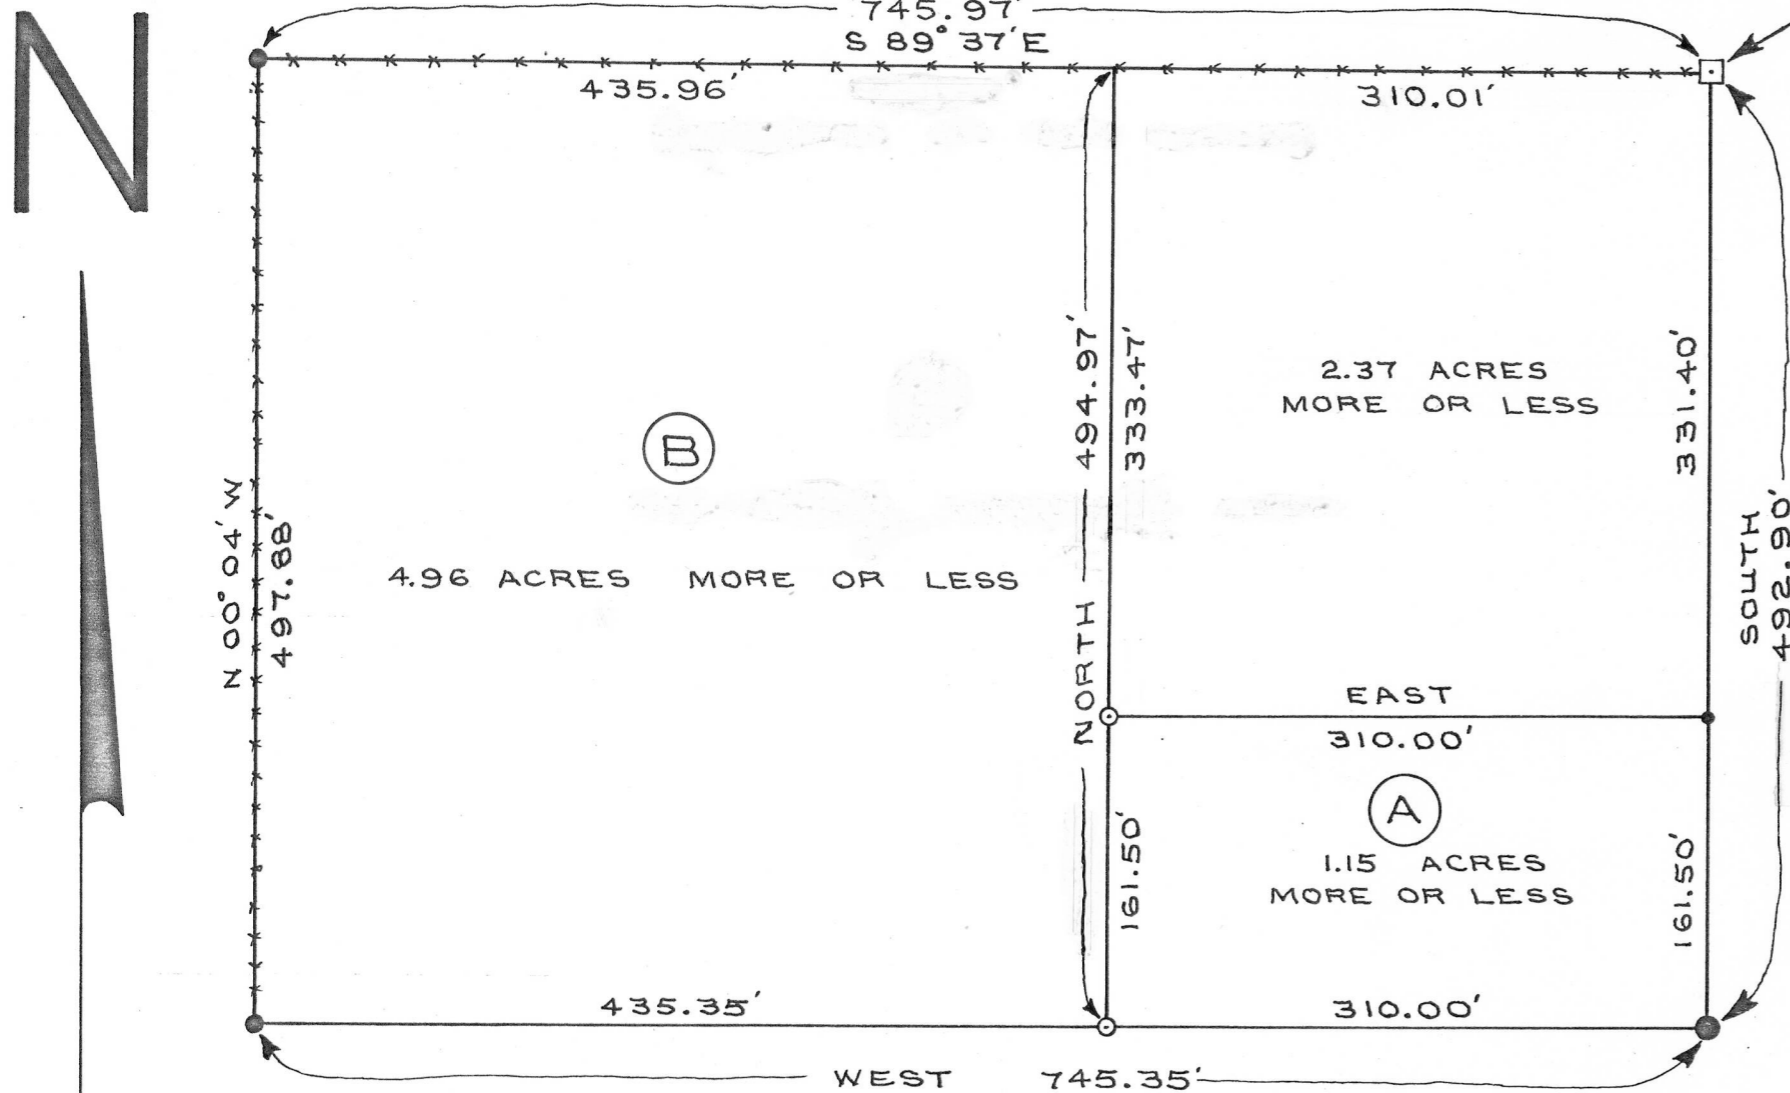 N
745.97'
S 89° 37'E
435.96'
310.01'
N 00° 04' W
497.88'
B
4.96 ACRES MORE OR LESS
NORTH 494.97'
333.47'
2.37 ACRES
MORE OR LESS
331.40'
SOUTH
492.90'
EAST
310.00'
A
1.15 ACRES
MORE OR LESS
161.50'
161.50'
435.35'
310.00'
WEST 745.35'